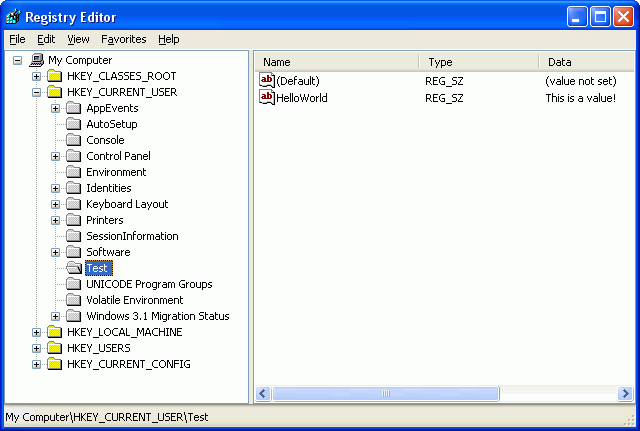 Registry Editor
File Edit View Favorites Help
My Computer
HKEY_CLASSES_ROOT
HKEY_CURRENT_USER
AppEvents
AutoSetup
Console
Control Panel
Environment
Identities
Keyboard Layout
Printers
SessionInformation
Software
Test
UNICODE Program Groups
Volatile Environment
Windows 3.1 Migration Status
HKEY_LOCAL_MACHINE
HKEY_USERS
HKEY_CURRENT_CONFIG
Name Type Data
ab (Default) REG_SZ (value not set)
ab HelloWorld REG_SZ This is a value!
My Computer\HKEY_CURRENT_USER\Test